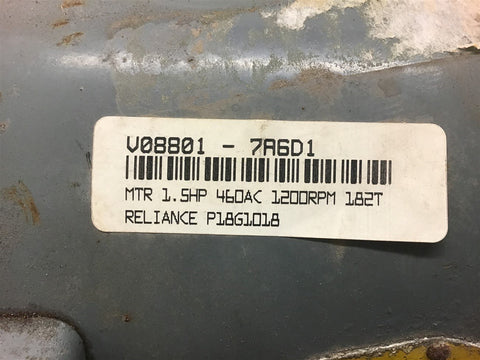 V08801 - 7A6D1
MTR 1.5HP 460AC 1200RPM 182T
RELIANCE P18G1018